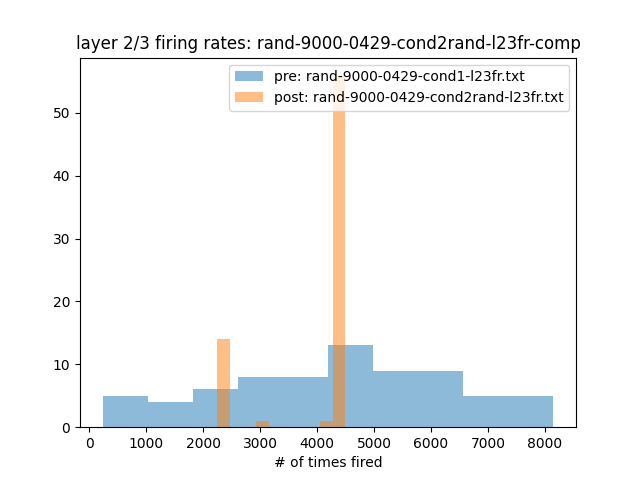 layer 2/3 firing rates: rand-9000-0429-cond2rand-l23fr-comp
pre: rand-9000-0429-cond1-l23fr.txt
post: rand-9000-0429-cond2rand-l23fr.txt
50
40
30
20
10
0
0 1000 2000 3000 4000 5000 6000 7000 8000
# of times fired